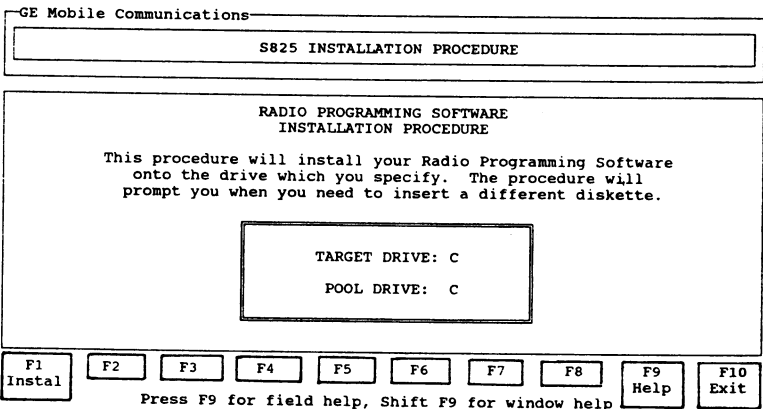 GE Mobile Communications
S825 INSTALLATION PROCEDURE
RADIO PROGRAMMING SOFTWARE
INSTALLATION PROCEDURE
This procedure will install your Radio Programming Software
onto the drive which you specify. The procedure will
prompt you when you need to insert a different diskette.
TARGET DRIVE: C
POOL DRIVE: C
F1 F2 F3 F4 F5 F6 F7 F8 F9 F10
Instal Help Exit
Press F9 for field help, Shift F9 for window help